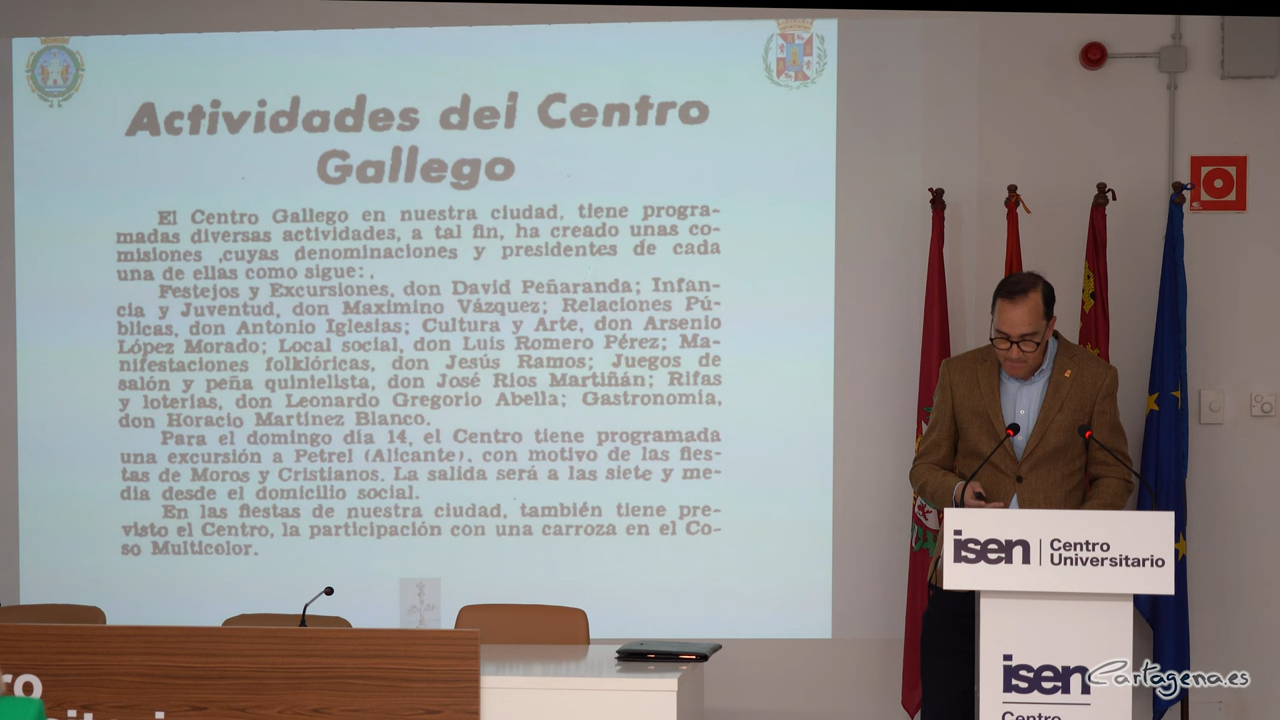 Actividades del Centro
Gallego
El Centro Gallego en nuestra ciudad, tiene progra-
madas diversas actividades, a tal fin, ha creado unas co-
misiones ,cuyas denominaciones y presidentes de cada
una de ellas como sigue: .
Festejos y Excursiones, don David Peñaranda; Infan-
cia y Juventud, don Maximino Vázquez; Relaciones Pú-
blicas, don Antonio Iglesias; Cultura y Arte, don Arsenio
López Morado; Local social, don Luis Romero Pérez; Ma-
nifestaciones folklóricas, don Jesús Ramos; Juegos de
salón y peña quinielista, don José Rios Martiñán; Rifas
y loterías, don Leonardo Gregorio Abella; Gastronomía,
don Horacio Martínez Blanco.
Para el domingo día 14, el Centro tiene programada
una excursión a Petrel (Alicante), con motivo de las fies-
tas de Moros y Cristianos. La salida será a las siete y me-
dia desde el domicilio social.
En las fiestas de nuestra ciudad, también tiene pre-
visto el Centro, la participación con una carroza en el Co-
so Multicolor.
isen Centro
Universitario
isen
Centro
Cartagena.es
ro